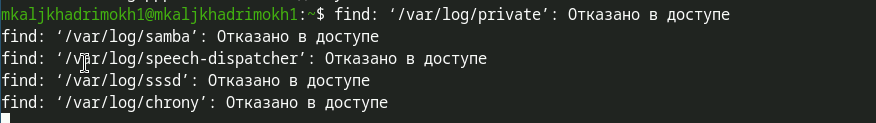 mkaljkhadrimokh1@mkaljkhadrimokh1:~$ find: ‘/var/log/private’: Отказано в доступе
find: ‘/var/log/samba’: Отказано в доступе
find: ‘/var/log/speech-dispatcher’: Отказано в доступе
find: ‘/var/log/sssd’: Отказано в доступе
find: ‘/var/log/chrony’: Отказано в доступе